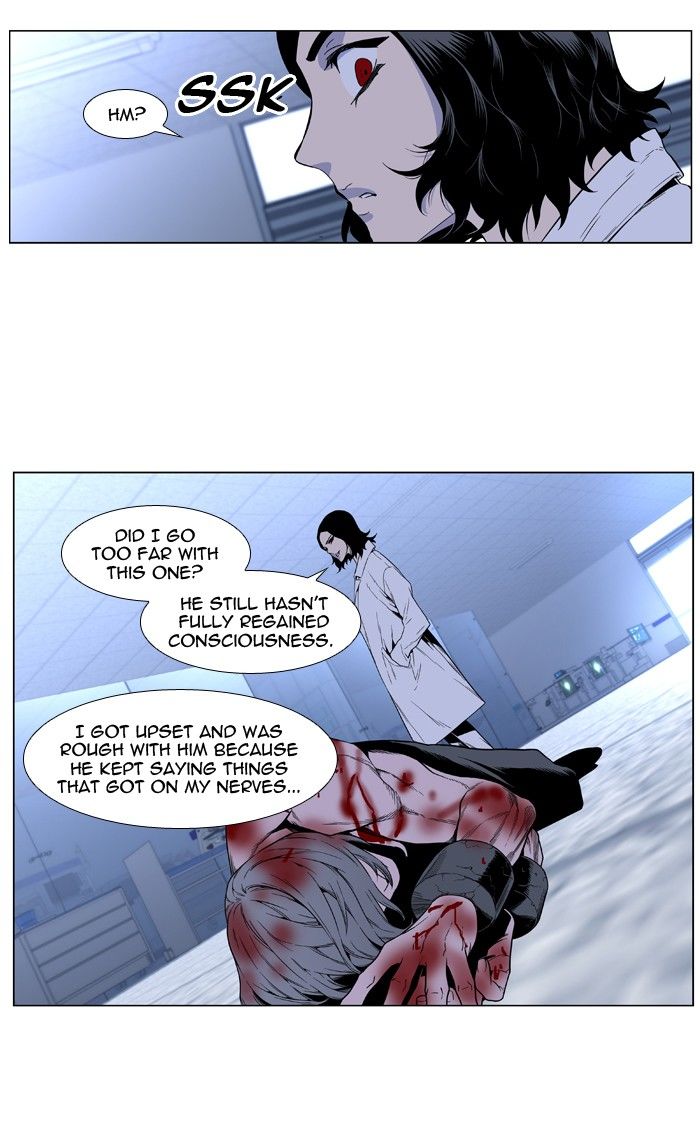 HM?
SSK
DID I GO
TOO FAR WITH
THIS ONE?
HE STILL HASN'T
FULLY REGAINED
CONSCIOUSNESS.
I GOT UPSET AND WAS
ROUGH WITH HIM BECAUSE
HE KEPT SAYING THINGS
THAT GOT ON MY NERVES...